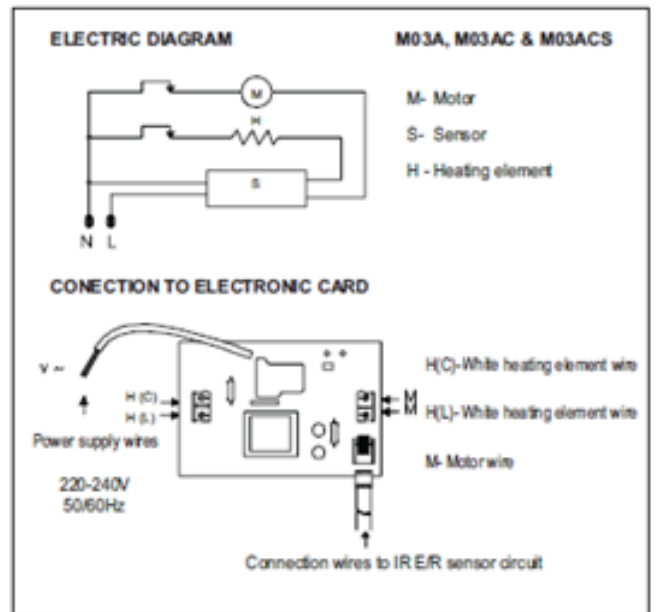 ELECTRIC DIAGRAM
M03A, M03AC & M03ACS
M
H
S
N L
M- Motor
S- Sensor
H - Heating element
CONECTION TO ELECTRONIC CARD
V ~
H (C)
H (L)
Power supply wires
220-240V
50/60Hz
M
M
H(C)- White heating element wire
H(L)- White heating element wire
M- Motor wire
Connection wires to IR E/R sensor circuit